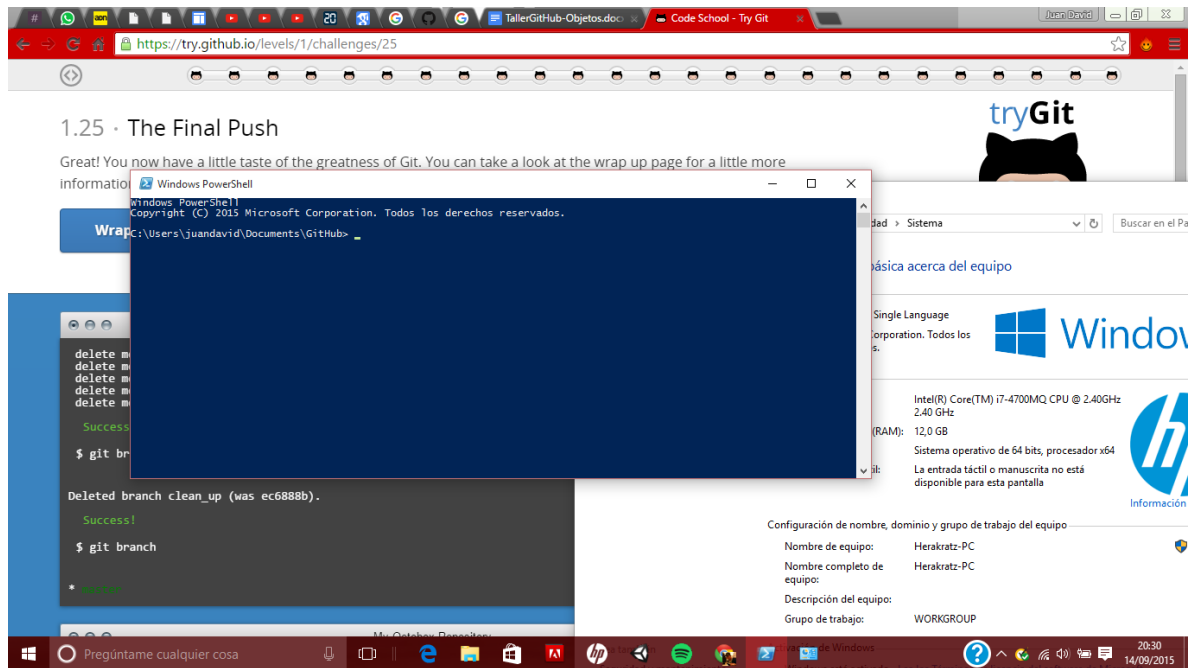 TallerGitHub-Objetos.doc
Code School - Try Git
Juan David
https://try.github.io/levels/1/challenges/25
1.25 · The Final Push
tryGit
Great! You now have a little taste of the greatness of Git. You can take a look at the wrap up page for a little more
Wrap
Windows PowerShell
Windows PowerShell
Copyright (C) 2015 Microsoft Corporation. Todos los derechos reservados.
C:\Users\juandavid\Documents\GitHub> _
Sistema
Buscar en el Pa
básica acerca del equipo
Single Language
Corporation. Todos los
Windov
Intel(R) Core(TM) i7-4700MQ CPU @ 2.40GHz
2.40 GHz
(RAM): 12,0 GB
Sistema operativo de 64 bits, procesador x64
La entrada táctil o manuscrita no está
disponible para esta pantalla
hp
Información
delete m
delete m
delete m
delete m
delete m
Success
$ git br
Deleted branch clean_up (was ec6888b).
Success!
$ git branch
* master
Configuración de nombre, dominio y grupo de trabajo del equipo
Nombre de equipo: Herakratz-PC
Nombre completo de Herakratz-PC
equipo:
Descripción del equipo:
Grupo de trabajo: WORKGROUP
Pregúntame cualquier cosa
20:30
14/09/2015